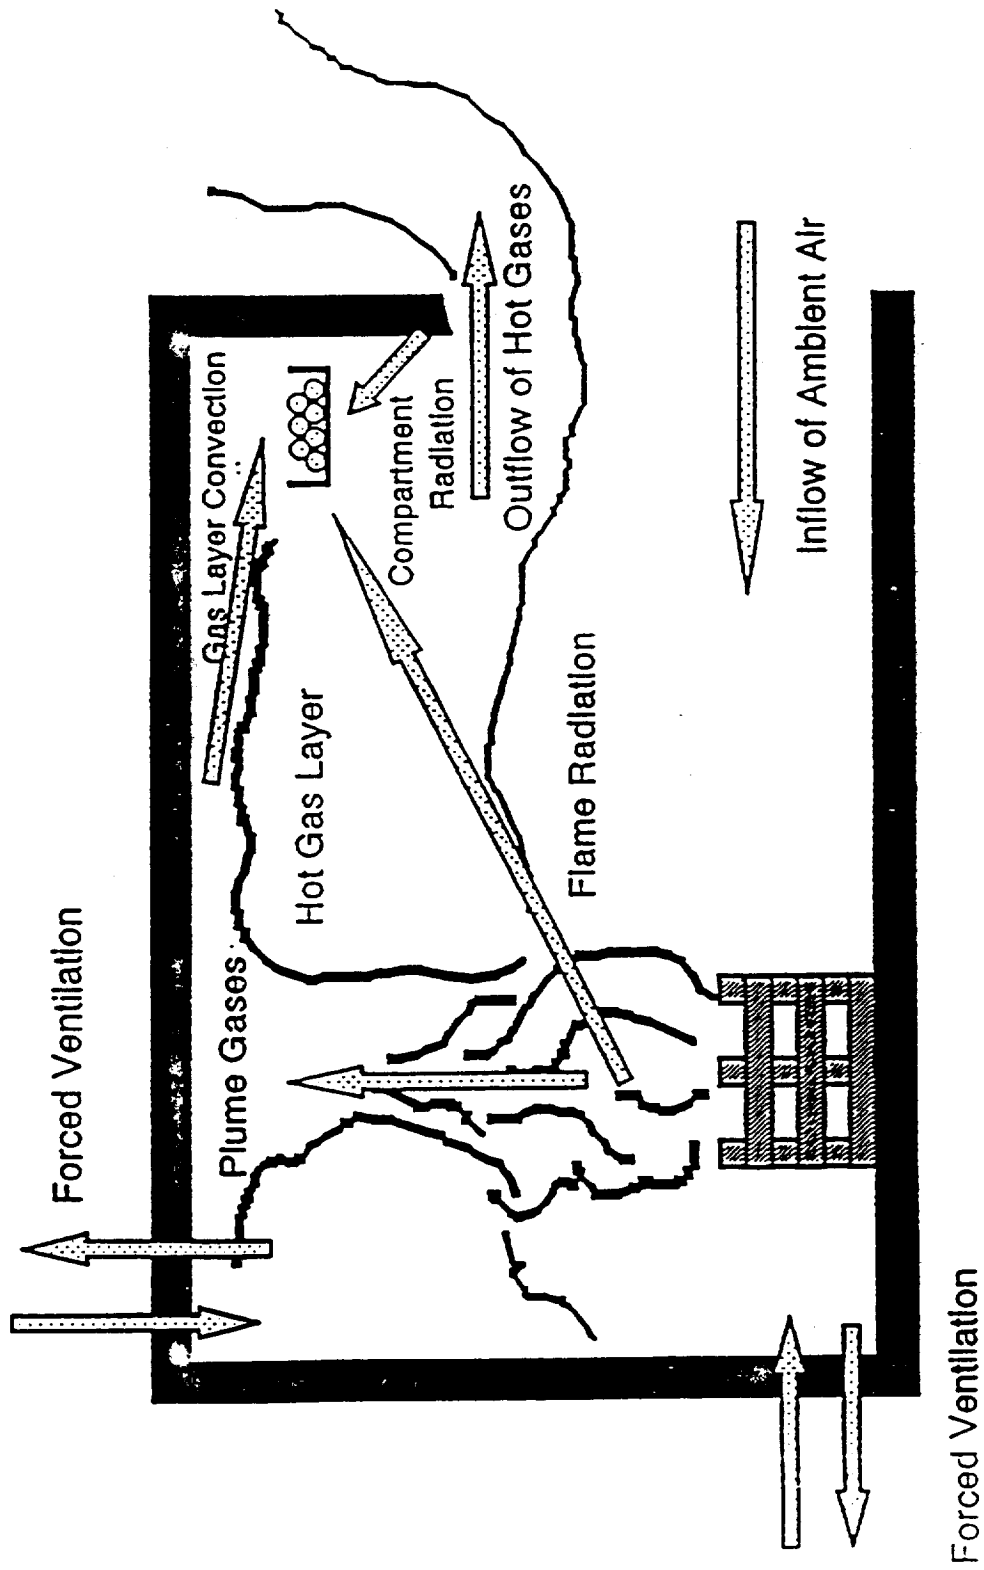 Forced Ventilation
Plume Gases
Gas Layer Convection
Hot Gas Layer
Compartment
Radiation
Outflow of Hot Gases
Flame Radiation
Inflow of Ambient Air
Forced Ventilation